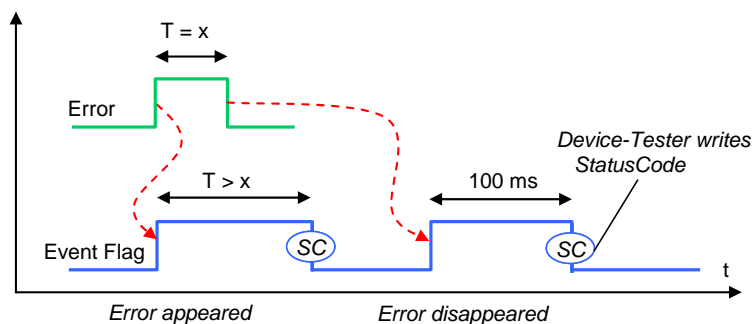 T = x
Error
Device-Tester writes
StatusCode
T > x
100 ms
Event Flag
SC
SC
t
Error appeared
Error disappeared